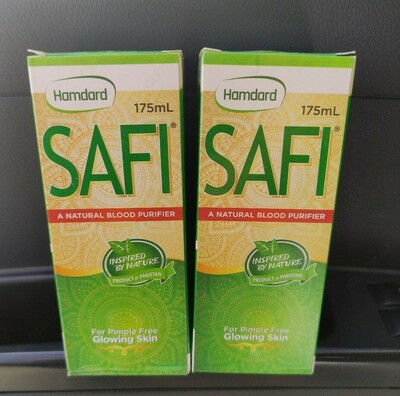 Hamdard
175mL
SAFI®
A NATURAL BLOOD PURIFIER
INSPIRED
BY NATURE
PRODUCT of PAKISTAN
For Pimple Free
Glowing Skin
Hamdard
175mL
SAFI®
A NATURAL BLOOD PURIFIER
INSPIRED
BY NATURE
PRODUCT of PAKISTAN
For Pimple Free
Glowing Skin